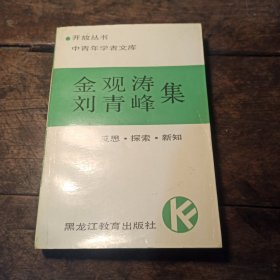 开放丛书
中青年学者文库
金观涛
刘青峰 集
反思·探索·新知
黑龙江教育出版社